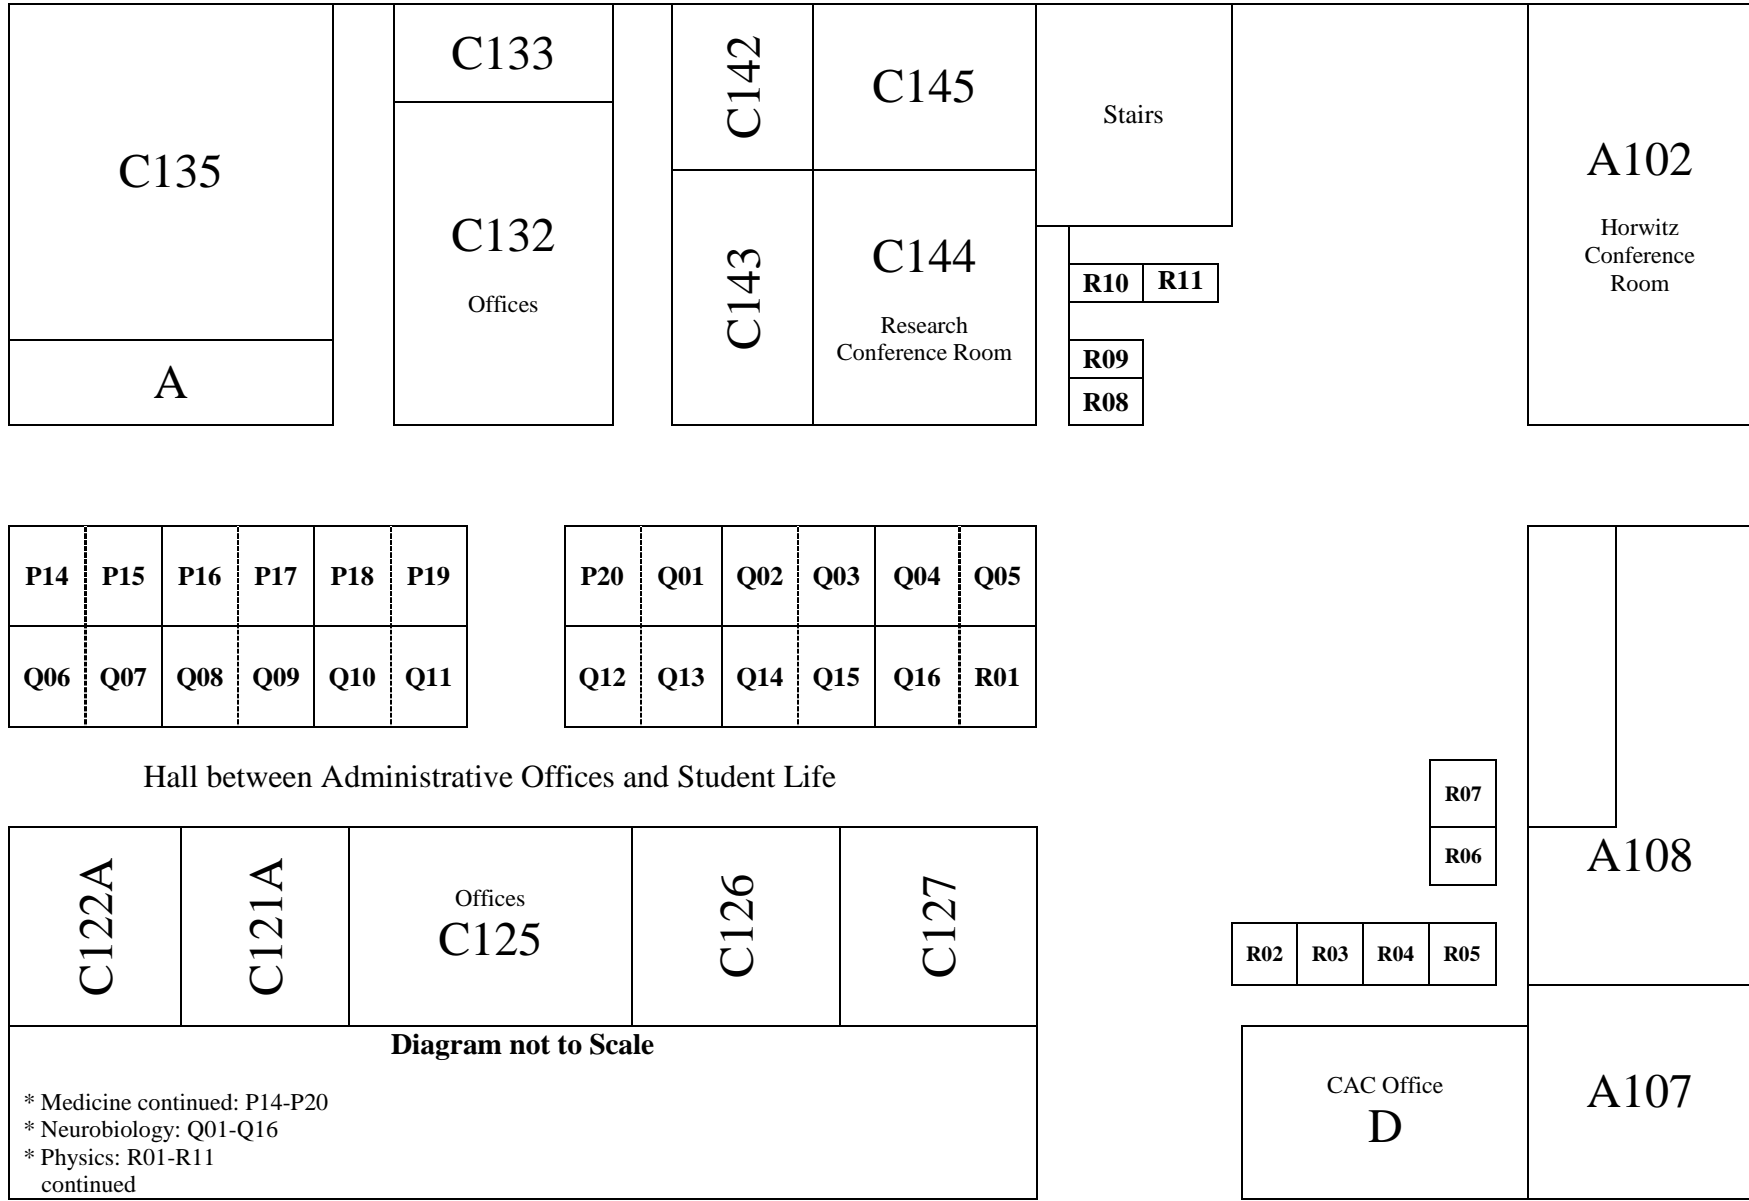 C135
A
C133
C132
Offices
C142
C143
C145
C144
Research
Conference Room
Stairs
R10 R11
R09
R08
A102
Horwitz
Conference
Room
P14 P15 P16 P17 P18 P19
Q06 Q07 Q08 Q09 Q10 Q11
P20 Q01 Q02 Q03 Q04 Q05
Q12 Q13 Q14 Q15 Q16 R01
Hall between Administrative Offices and Student Life
C122A
C121A
Offices
C125
C126
C127
R07
R06
R02 R03 R04 R05
A108
Diagram not to Scale
* Medicine continued: P14-P20
* Neurobiology: Q01-Q16
* Physics: R01-R11
continued
CAC Office
D
A107